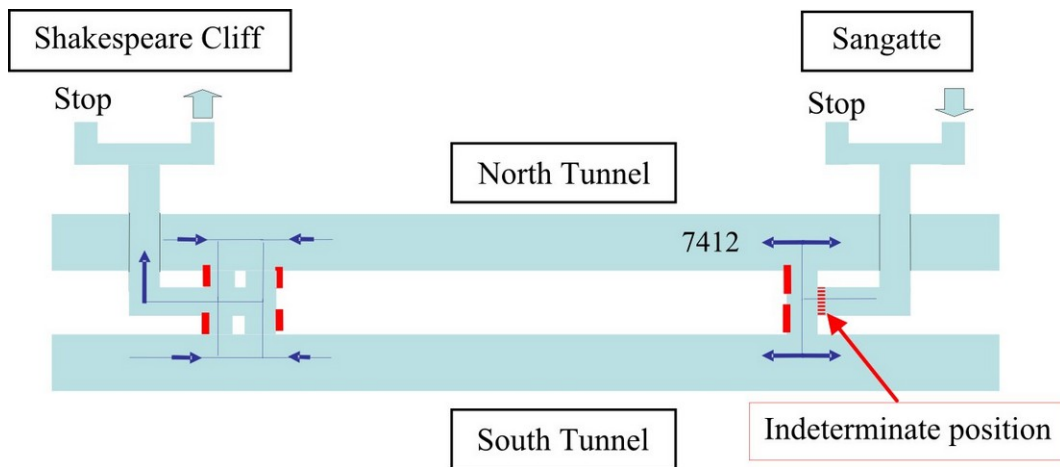 Shakespeare Cliff
Sangatte
Stop
Stop
North Tunnel
7412
Indeterminate position
South Tunnel